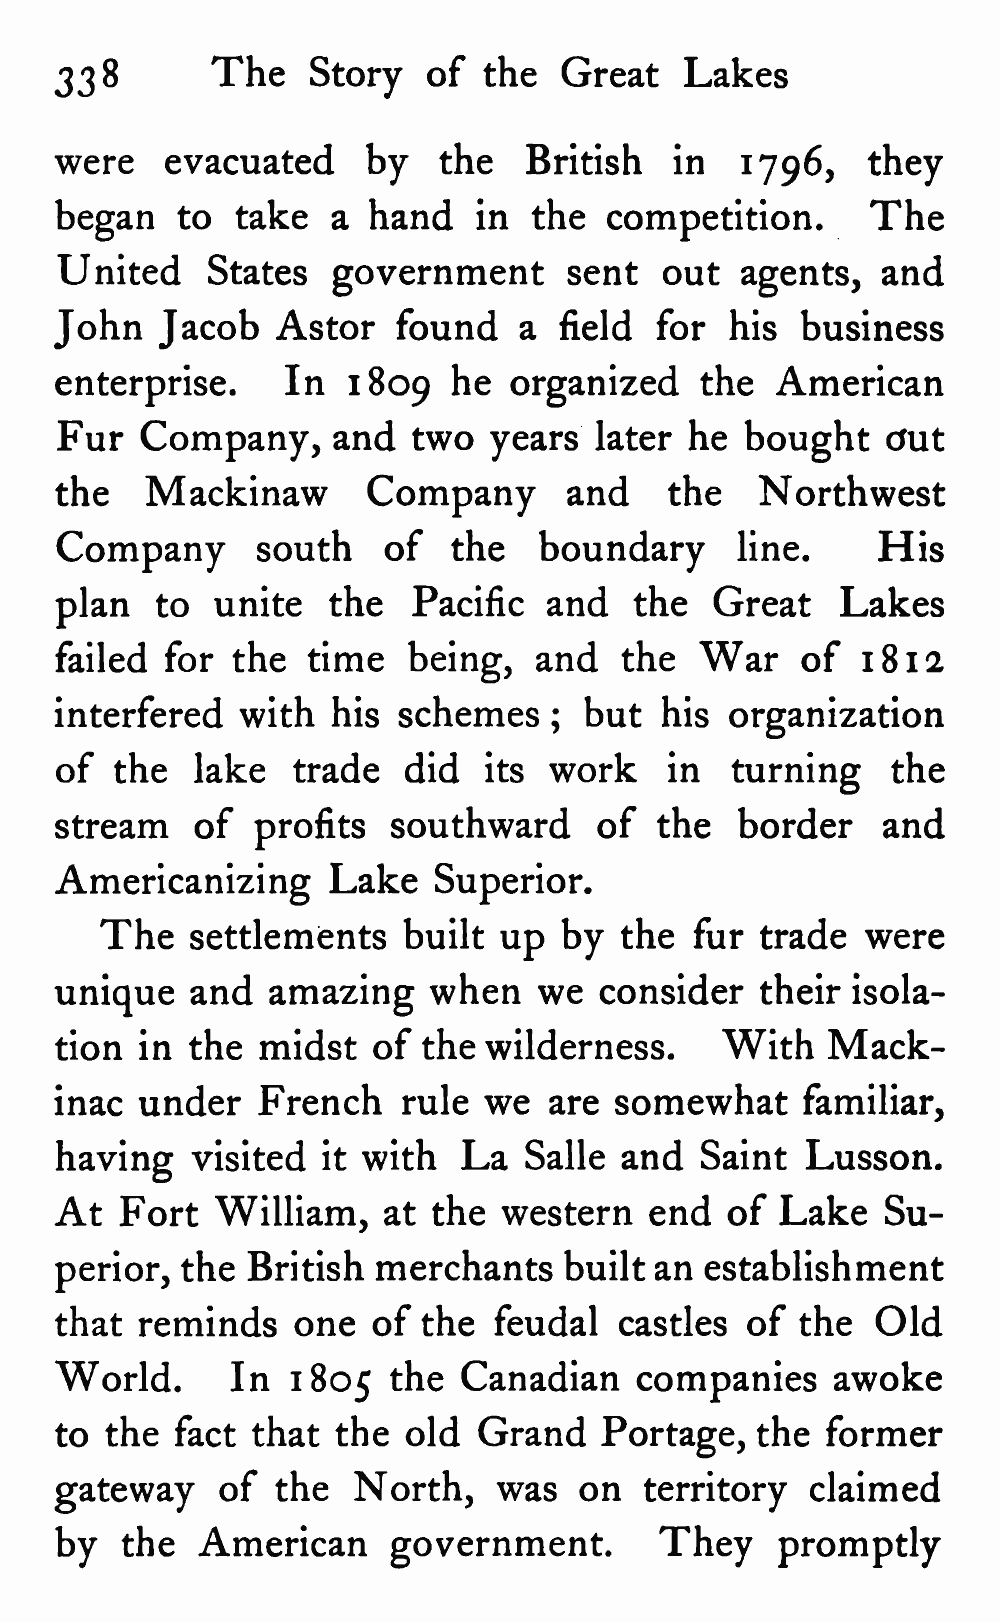 338 The Story of the Great Lakes
were evacuated by the British in 1796, they
began to take a hand in the competition. The
United States government sent out agents, and
John Jacob Astor found a field for his business
enterprise. In 1809 he organized the American
Fur Company, and two years later he bought out
the Mackinaw Company and the Northwest
Company south of the boundary line. His
plan to unite the Pacific and the Great Lakes
failed for the time being, and the War of 1812
interfered with his schemes ; but his organization
of the lake trade did its work in turning the
stream of profits southward of the border and
Americanizing Lake Superior.
The settlements built up by the fur trade were
unique and amazing when we consider their isola-
tion in the midst of the wilderness. With Mack-
inac under French rule we are somewhat familiar,
having visited it with La Salle and Saint Lusson.
At Fort William, at the western end of Lake Su-
perior, the British merchants built an establishment
that reminds one of the feudal castles of the Old
World. In 1805 the Canadian companies awoke
to the fact that the old Grand Portage, the former
gateway of the North, was on territory claimed
by the American government. They promptly